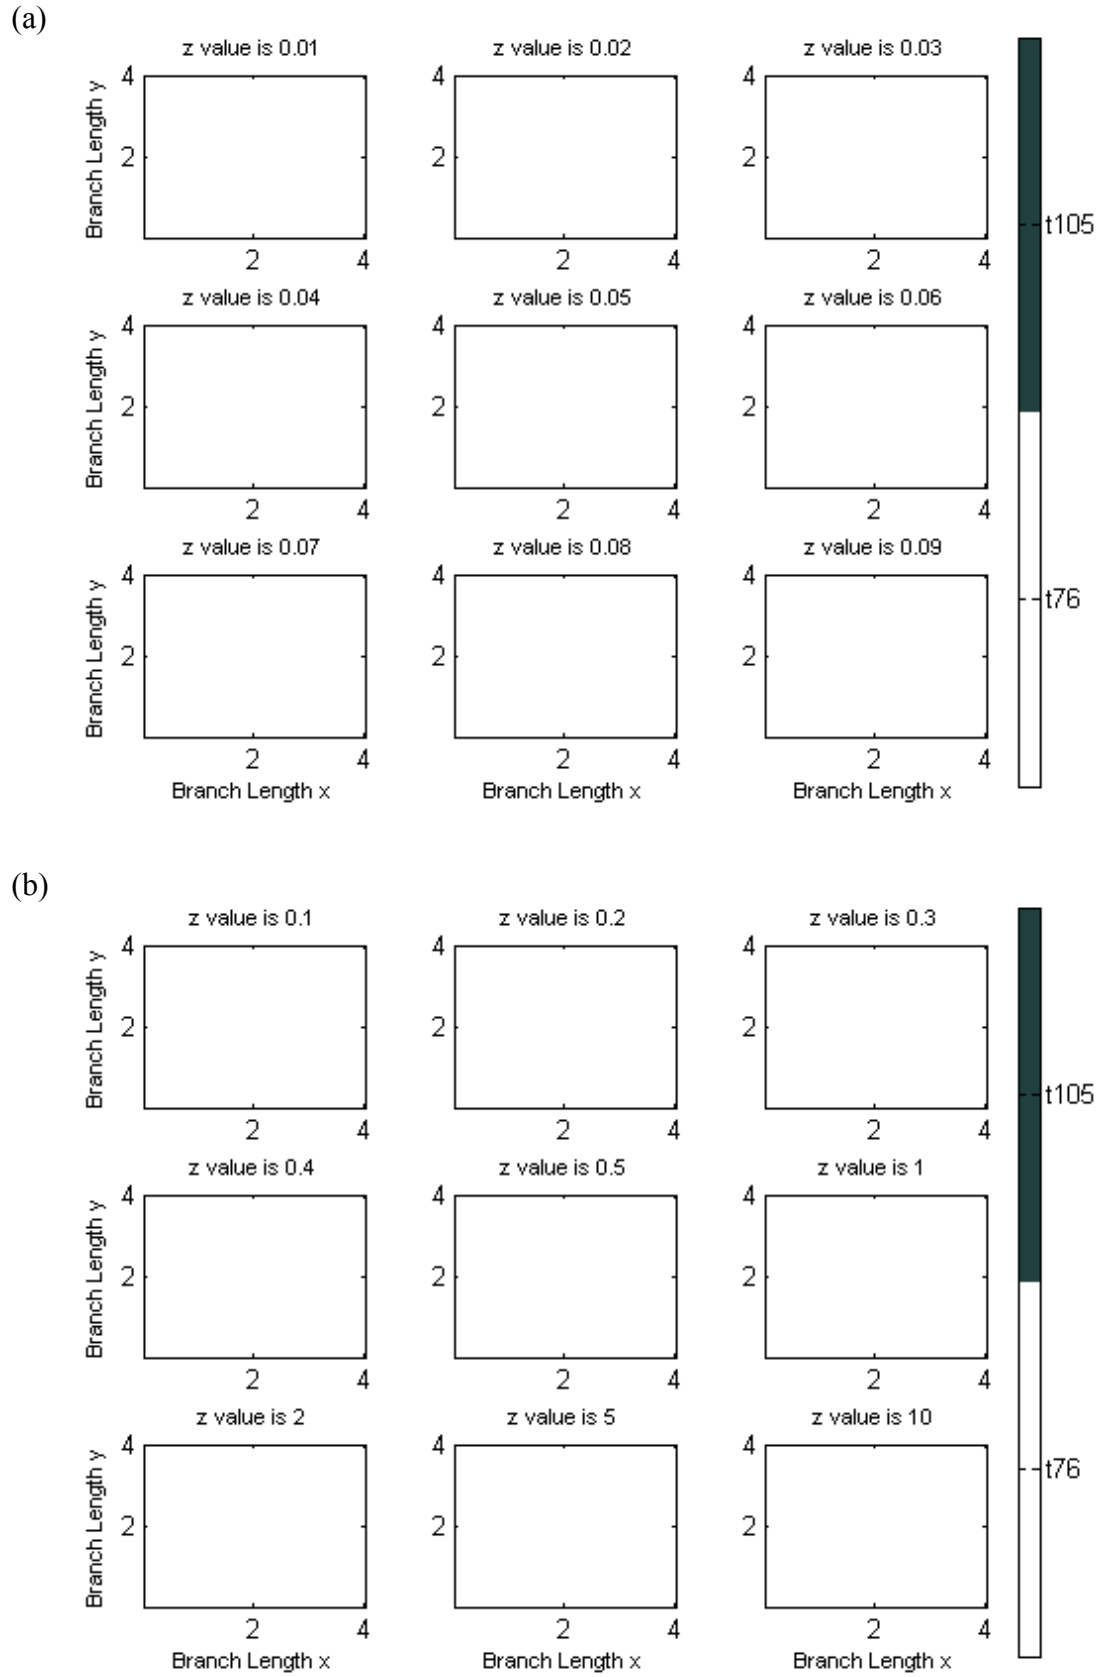 (a)
z value is 0.01 z value is 0.02 z value is 0.03
4 4 4
Branch Length y
2 2 2
t105
2 4 2 4 2 4
z value is 0.04 z value is 0.05 z value is 0.06
4 4 4
Branch Length y
2 2 2
2 4 2 4 2 4
z value is 0.07 z value is 0.08 z value is 0.09
4 4 4
Branch Length y
t76
2 2 2
2 4 2 4 2 4
Branch Length x Branch Length x Branch Length x
(b)
z value is 0.1 z value is 0.2 z value is 0.3
4 4 4
Branch Length y
2 2 2
t105
2 4 2 4 2 4
z value is 0.4 z value is 0.5 z value is 1
4 4 4
Branch Length y
2 2 2
2 4 2 4 2 4
z value is 2 z value is 5 z value is 10
4 4 4
Branch Length y
t76
2 2 2
2 4 2 4 2 4
Branch Length x Branch Length x Branch Length x